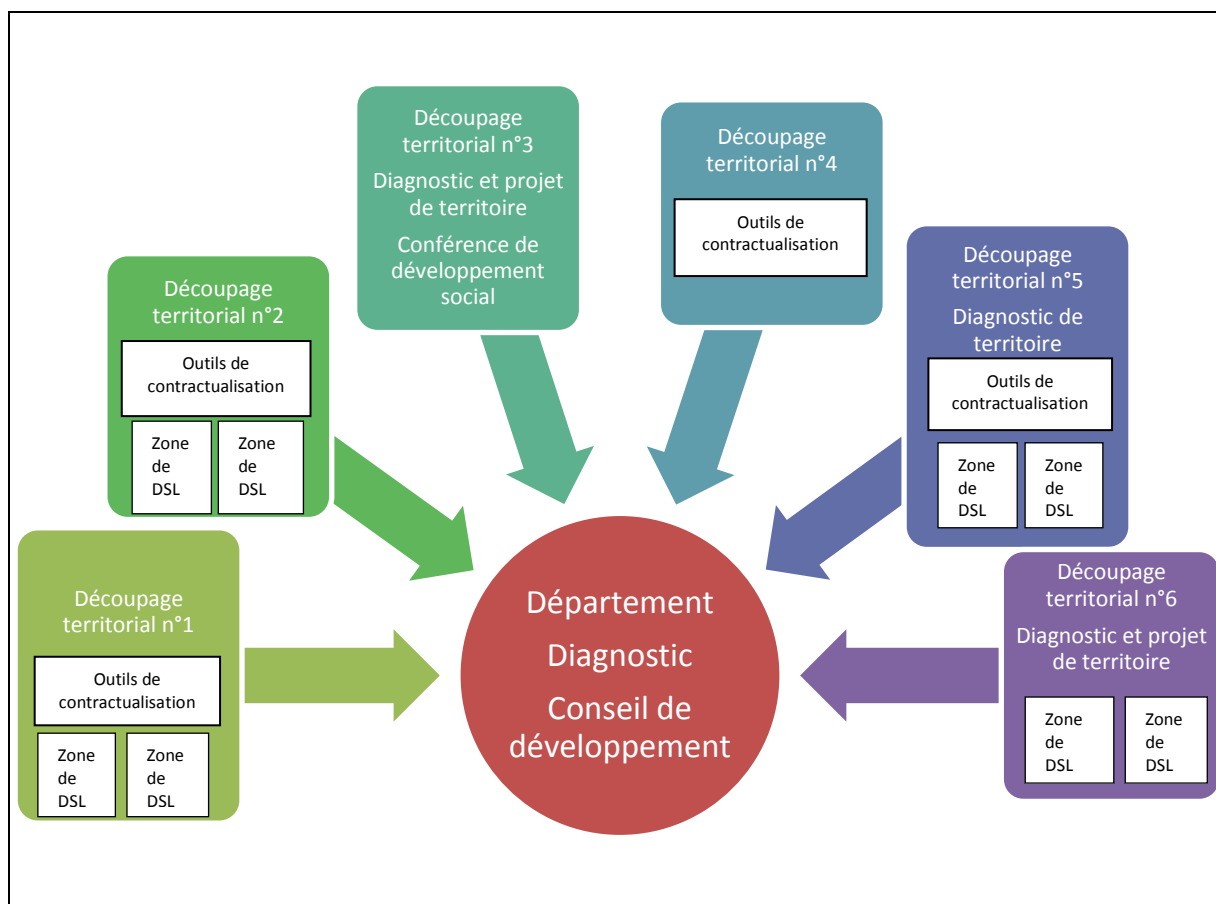 Découpage
territorial n°1
Outils de
contractualisation
Zone
de
DSL
Zone
de
DSL
Découpage
territorial n°2
Outils de
contractualisation
Zone
de
DSL
Zone
de
DSL
Découpage
territorial n°3
Diagnostic et projet
de territoire
Conférence de
développement
social
Découpage
territorial n°4
Outils de
contractualisation
Découpage
territorial n°5
Diagnostic de
territoire
Outils de
contractualisation
Zone
de
DSL
Zone
de
DSL
Découpage
territorial n°6
Diagnostic et projet
de territoire
Zone
de
DSL
Zone
de
DSL
Département
Diagnostic
Conseil de
développement